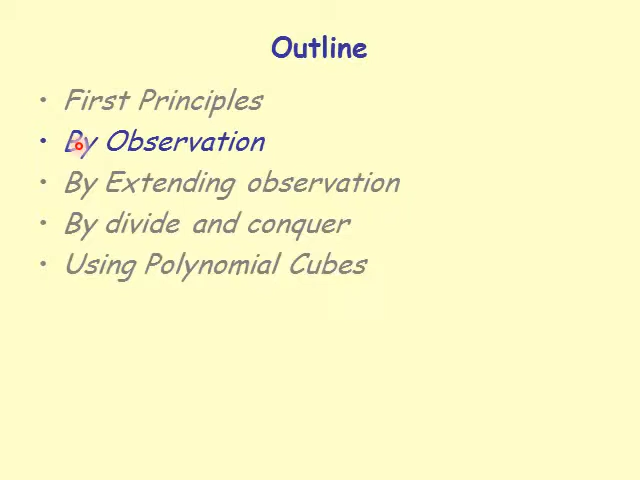 Outline
• First Principles
• By Observation
• By Extending observation
• By divide and conquer
• Using Polynomial Cubes